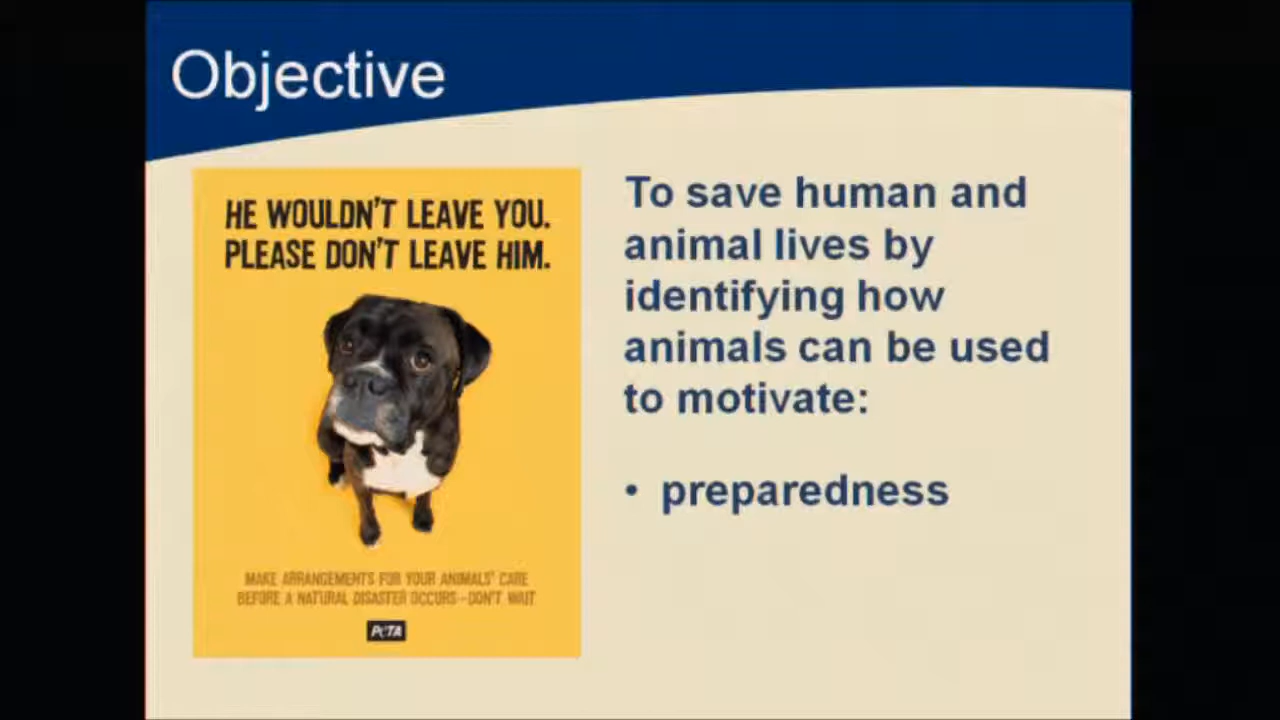 Objective
HE WOULDN'T LEAVE YOU.
PLEASE DON'T LEAVE HIM.
MAKE ARRANGEMENTS FOR YOUR ANIMALS' CARE
BEFORE A NATURAL DISASTER OCCURS—DON'T WAIT
PETA
To save human and
animal lives by
identifying how
animals can be used
to motivate:
• preparedness